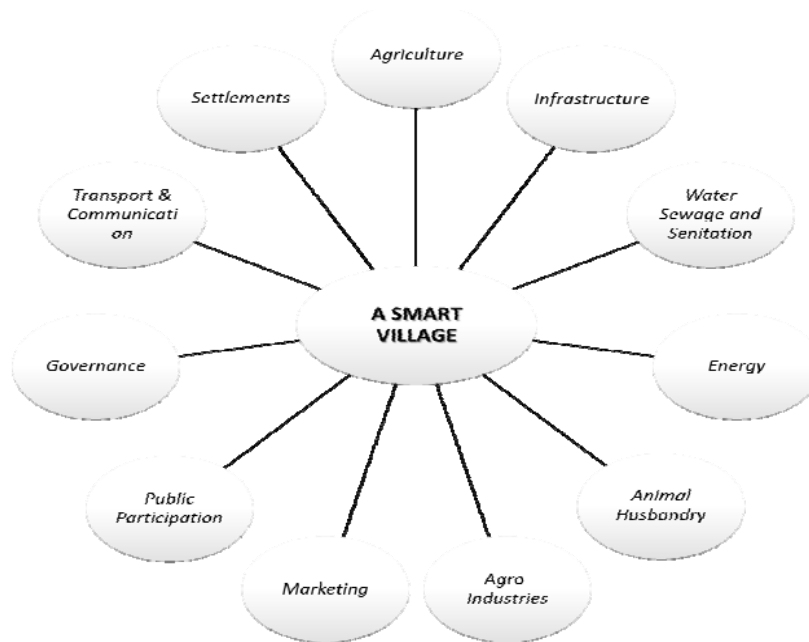 Agriculture
Settlements
Infrastructure
Transport &
Communicati
on
Water
Sewage and
Senitation
A SMART
VILLAGE
Governance
Energy
Public
Participation
Animal
Husbandry
Marketing
Agro
Industries